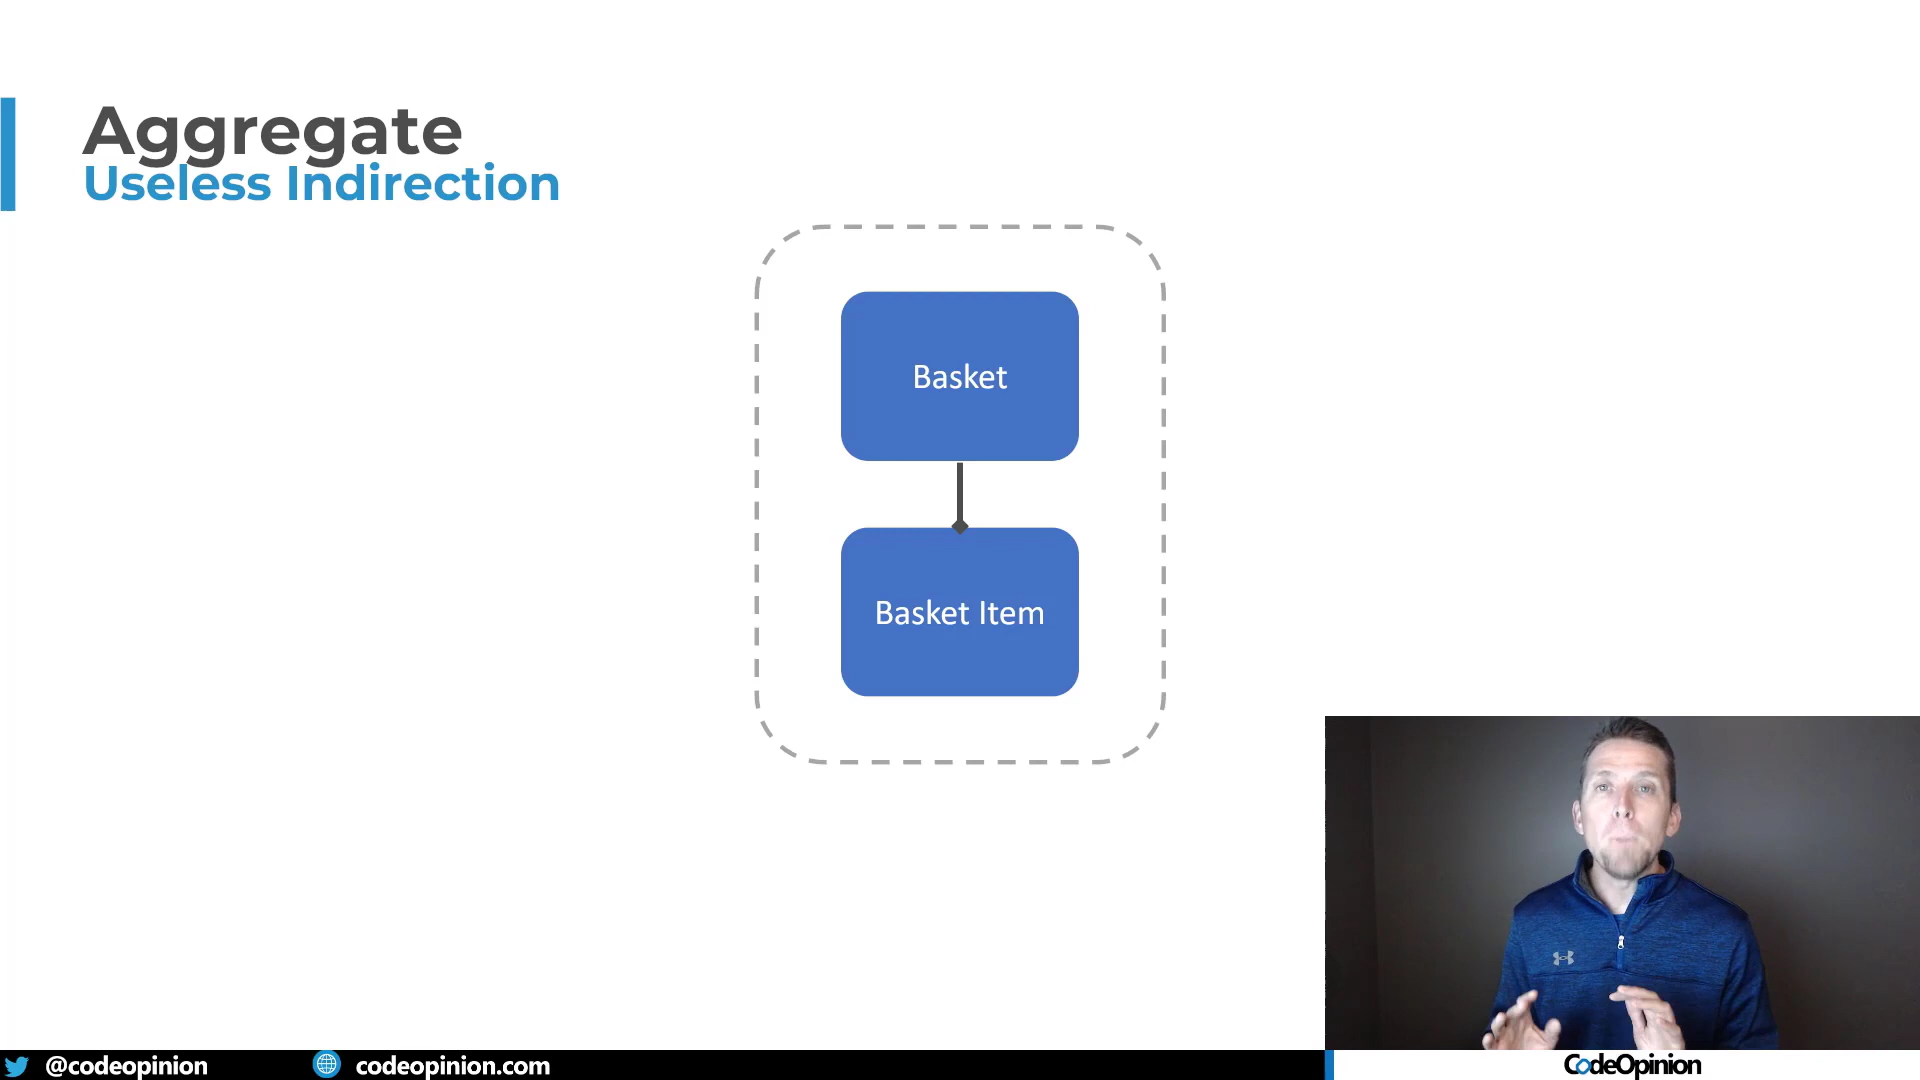 Aggregate
Useless Indirection
Basket
Basket Item
@codeopinion
codeopinion.com
CodeOpinion